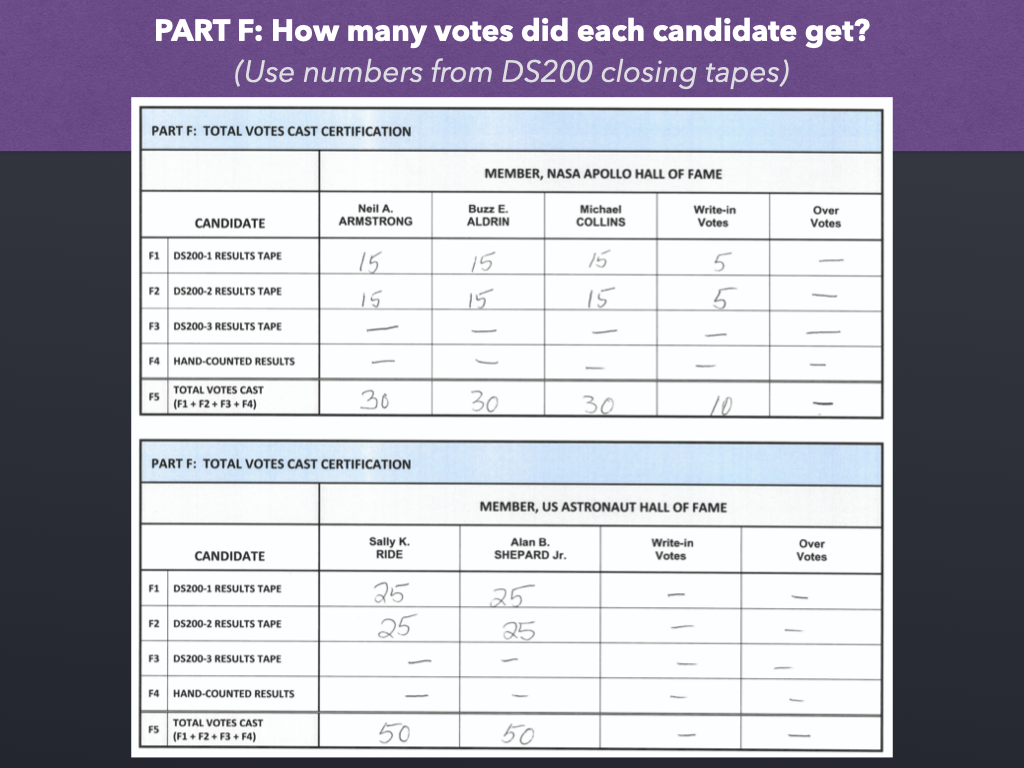 PART F: How many votes did each candidate get?
(Use numbers from DS200 closing tapes)
PART F: TOTAL VOTES CAST CERTIFICATION
MEMBER, NASA APOLLO HALL OF FAME
CANDIDATE | Neil A. ARMSTRONG | Buzz E. ALDRIN | Michael COLLINS | Write-in Votes | Over Votes
F1 | DS200-1 RESULTS TAPE | 15 | 15 | 15 | 5 | —
F2 | DS200-2 RESULTS TAPE | 15 | 15 | 15 | 5 | —
F3 | DS200-3 RESULTS TAPE | — | — | — | — | —
F4 | HAND-COUNTED RESULTS | — | — | — | — | —
F5 | TOTAL VOTES CAST (F1 + F2 + F3 + F4) | 30 | 30 | 30 | 10 | —
PART F: TOTAL VOTES CAST CERTIFICATION
MEMBER, US ASTRONAUT HALL OF FAME
CANDIDATE | Sally K. RIDE | Alan B. SHEPARD Jr. | Write-in Votes | Over Votes
F1 | DS200-1 RESULTS TAPE | 25 | 25 | — | —
F2 | DS200-2 RESULTS TAPE | 25 | 25 | — | —
F3 | DS200-3 RESULTS TAPE | — | — | — | —
F4 | HAND-COUNTED RESULTS | — | — | — | —
F5 | TOTAL VOTES CAST (F1 + F2 + F3 + F4) | 50 | 50 | — | —